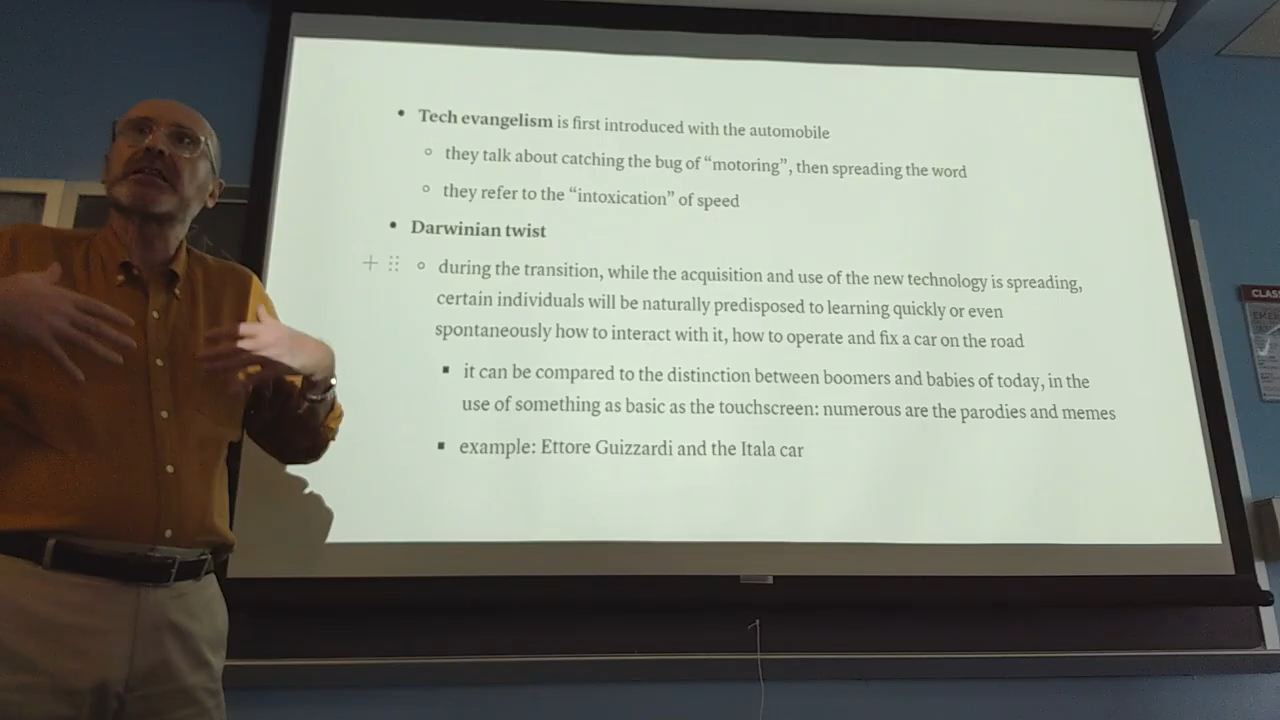 • Tech evangelism is first introduced with the automobile
◦ they talk about catching the bug of “motoring”, then spreading the word
◦ they refer to the “intoxication” of speed
• Darwinian twist
◦ during the transition, while the acquisition and use of the new technology is spreading,
certain individuals will be naturally predisposed to learning quickly or even
spontaneously how to interact with it, how to operate and fix a car on the road
▪ it can be compared to the distinction between boomers and babies of today, in the
use of something as basic as the touchscreen: numerous are the parodies and memes
▪ example: Ettore Guizzardi and the Itala car
CLAS